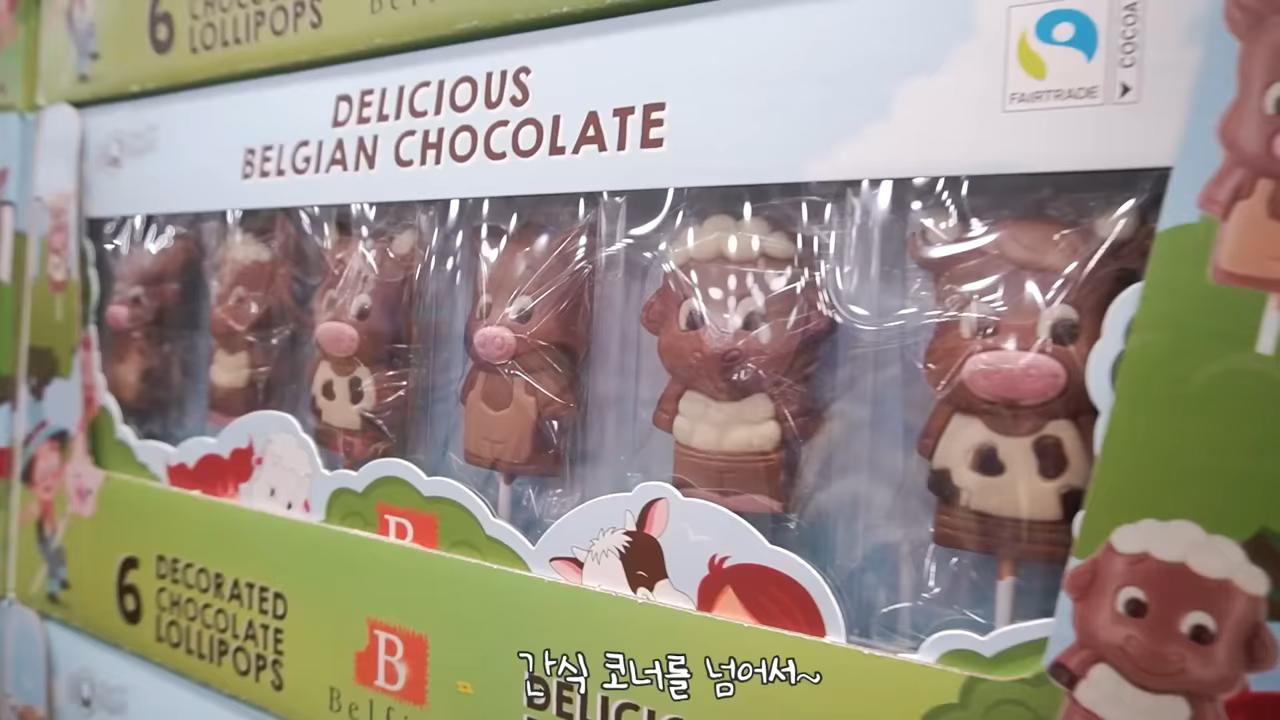 6
CHOCOLATE
LOLLIPOPS
DELICIOUS
BELGIAN CHOCOLATE
FAIRTRADE
COCOA
6
DECORATED
CHOCOLATE
LOLLIPOPS
B
B
간식 코너를 넘어서~